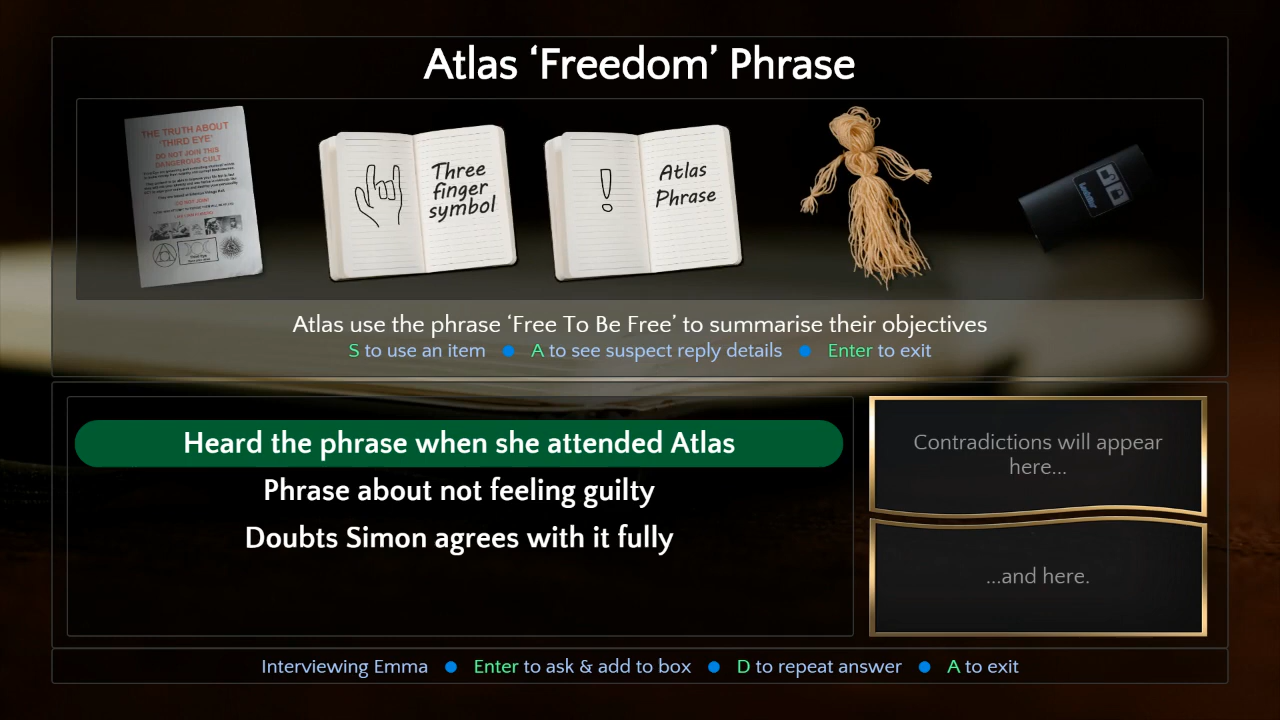 Atlas ‘Freedom’ Phrase
THE TRUTH ABOUT
‘THIRD EYE’
DO NOT JOIN THIS
DANGEROUS CULT
DO NOT JOIN!
Three
finger
symbol
!
Atlas
Phrase
Atlas use the phrase ‘Free To Be Free’ to summarise their objectives
S to use an item ● A to see suspect reply details ● Enter to exit
Heard the phrase when she attended Atlas
Phrase about not feeling guilty
Doubts Simon agrees with it fully
Contradictions will appear
here...
...and here.
Interviewing Emma ● Enter to ask & add to box ● D to repeat answer ● A to exit